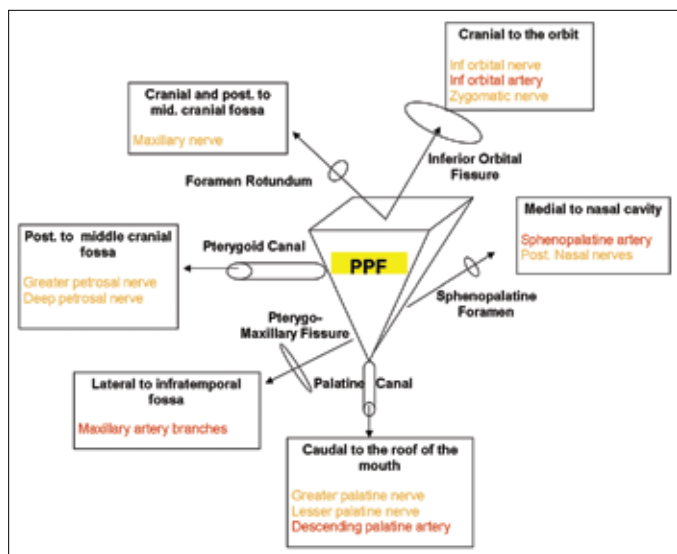 Cranial to the orbit
Inf orbital nerve
Inf orbital artery
Zygomatic nerve
Cranial and post. to
mid. cranial fossa
Maxillary nerve
Inferior Orbital
Fissure
Foramen Rotundum
Medial to nasal cavity
Sphenopalatine artery
Post. Nasal nerves
Post. to middle cranial
fossa
Greater petrosal nerve
Deep petrosal nerve
Pterygoid Canal
PPF
Sphenopalatine
Foramen
Pterygo-
Maxillary Fissure
Lateral to infratemporal
fossa
Maxillary artery branches
Palatine Canal
Caudal to the roof of the
mouth
Greater palatine nerve
Lesser palatine nerve
Descending palatine artery